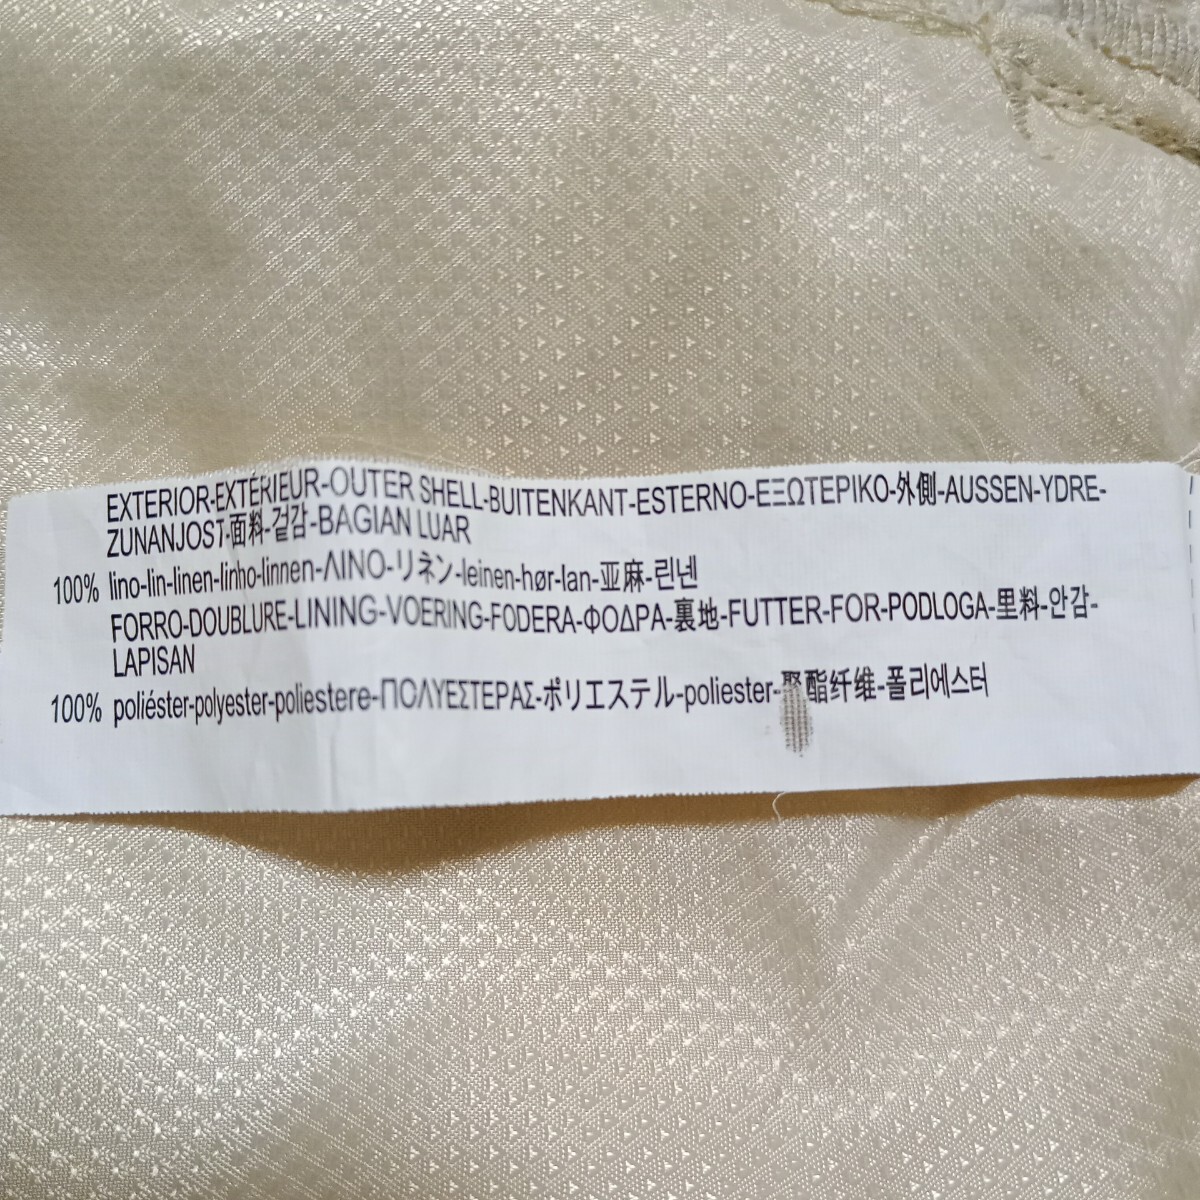 EXTERIOR-EXTÉRIEUR-OUTER SHELL-BUITENKANT-ESTERNO-ΕΞΩΤΕΡΙΚΟ-外側-AUSSEN-YDRE-
ZUNANJOST-面料-겉감-BAGIAN LUAR
100% lino-lin-linen-linho-linnen-ΛΙΝΟ-リネン-leinen-hør-lan-亚麻-린넨
FORRO-DOUBLURE-LINING-VOERING-FODERA-ΦΟΔΡΑ-裏地-FUTTER-FOR-PODLOGA-里料-안감-
LAPISAN
100% poliéster-polyester-poliestere-ΠΟΛΥΕΣΤΕΡΑΣ-ポリエステル-poliester-聚酯纤维-폴리에스터